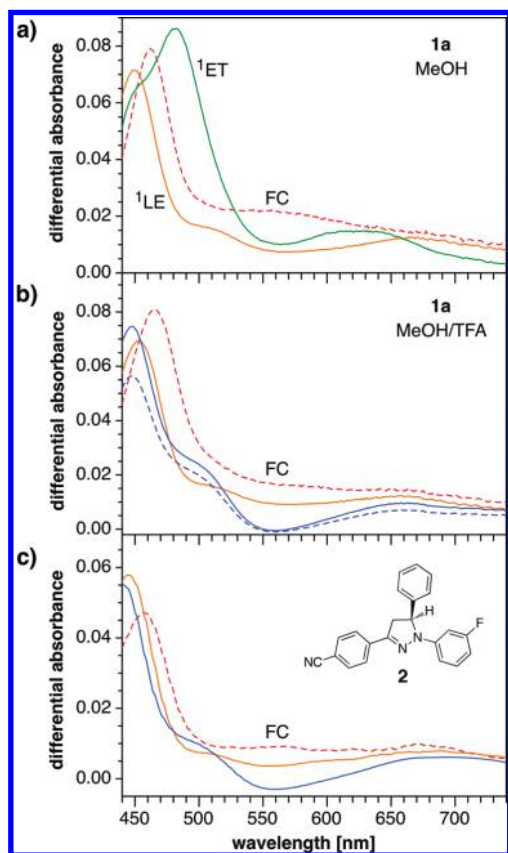 a)
1a
MeOH
¹ET
¹LE
FC
differential absorbance
0.08
0.06
0.04
0.02
0.00
b)
1a
MeOH/TFA
FC
differential absorbance
0.08
0.06
0.04
0.02
0.00
c)
H
F
N
N
NC
2
FC
differential absorbance
0.06
0.04
0.02
0.00
450 500 550 600 650 700
wavelength [nm]